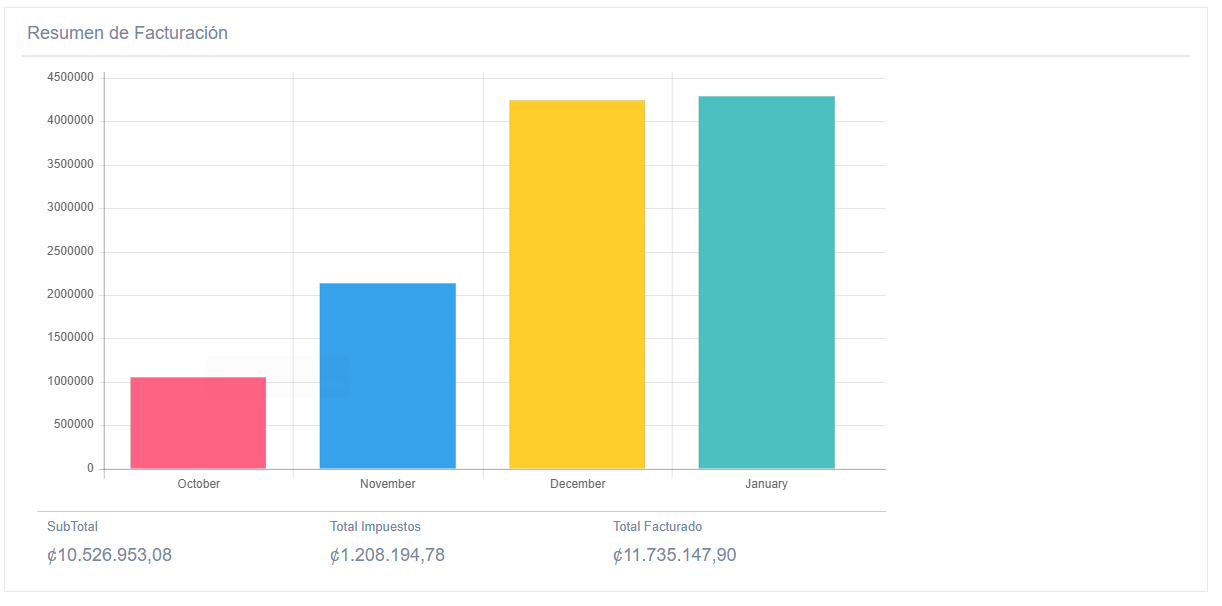 Resumen de Facturación
4500000
4000000
3500000
3000000
2500000
2000000
1500000
1000000
500000
0
October November December January
SubTotal Total Impuestos Total Facturado
₡10.526.953,08 ₡1.208.194,78 ₡11.735.147,90